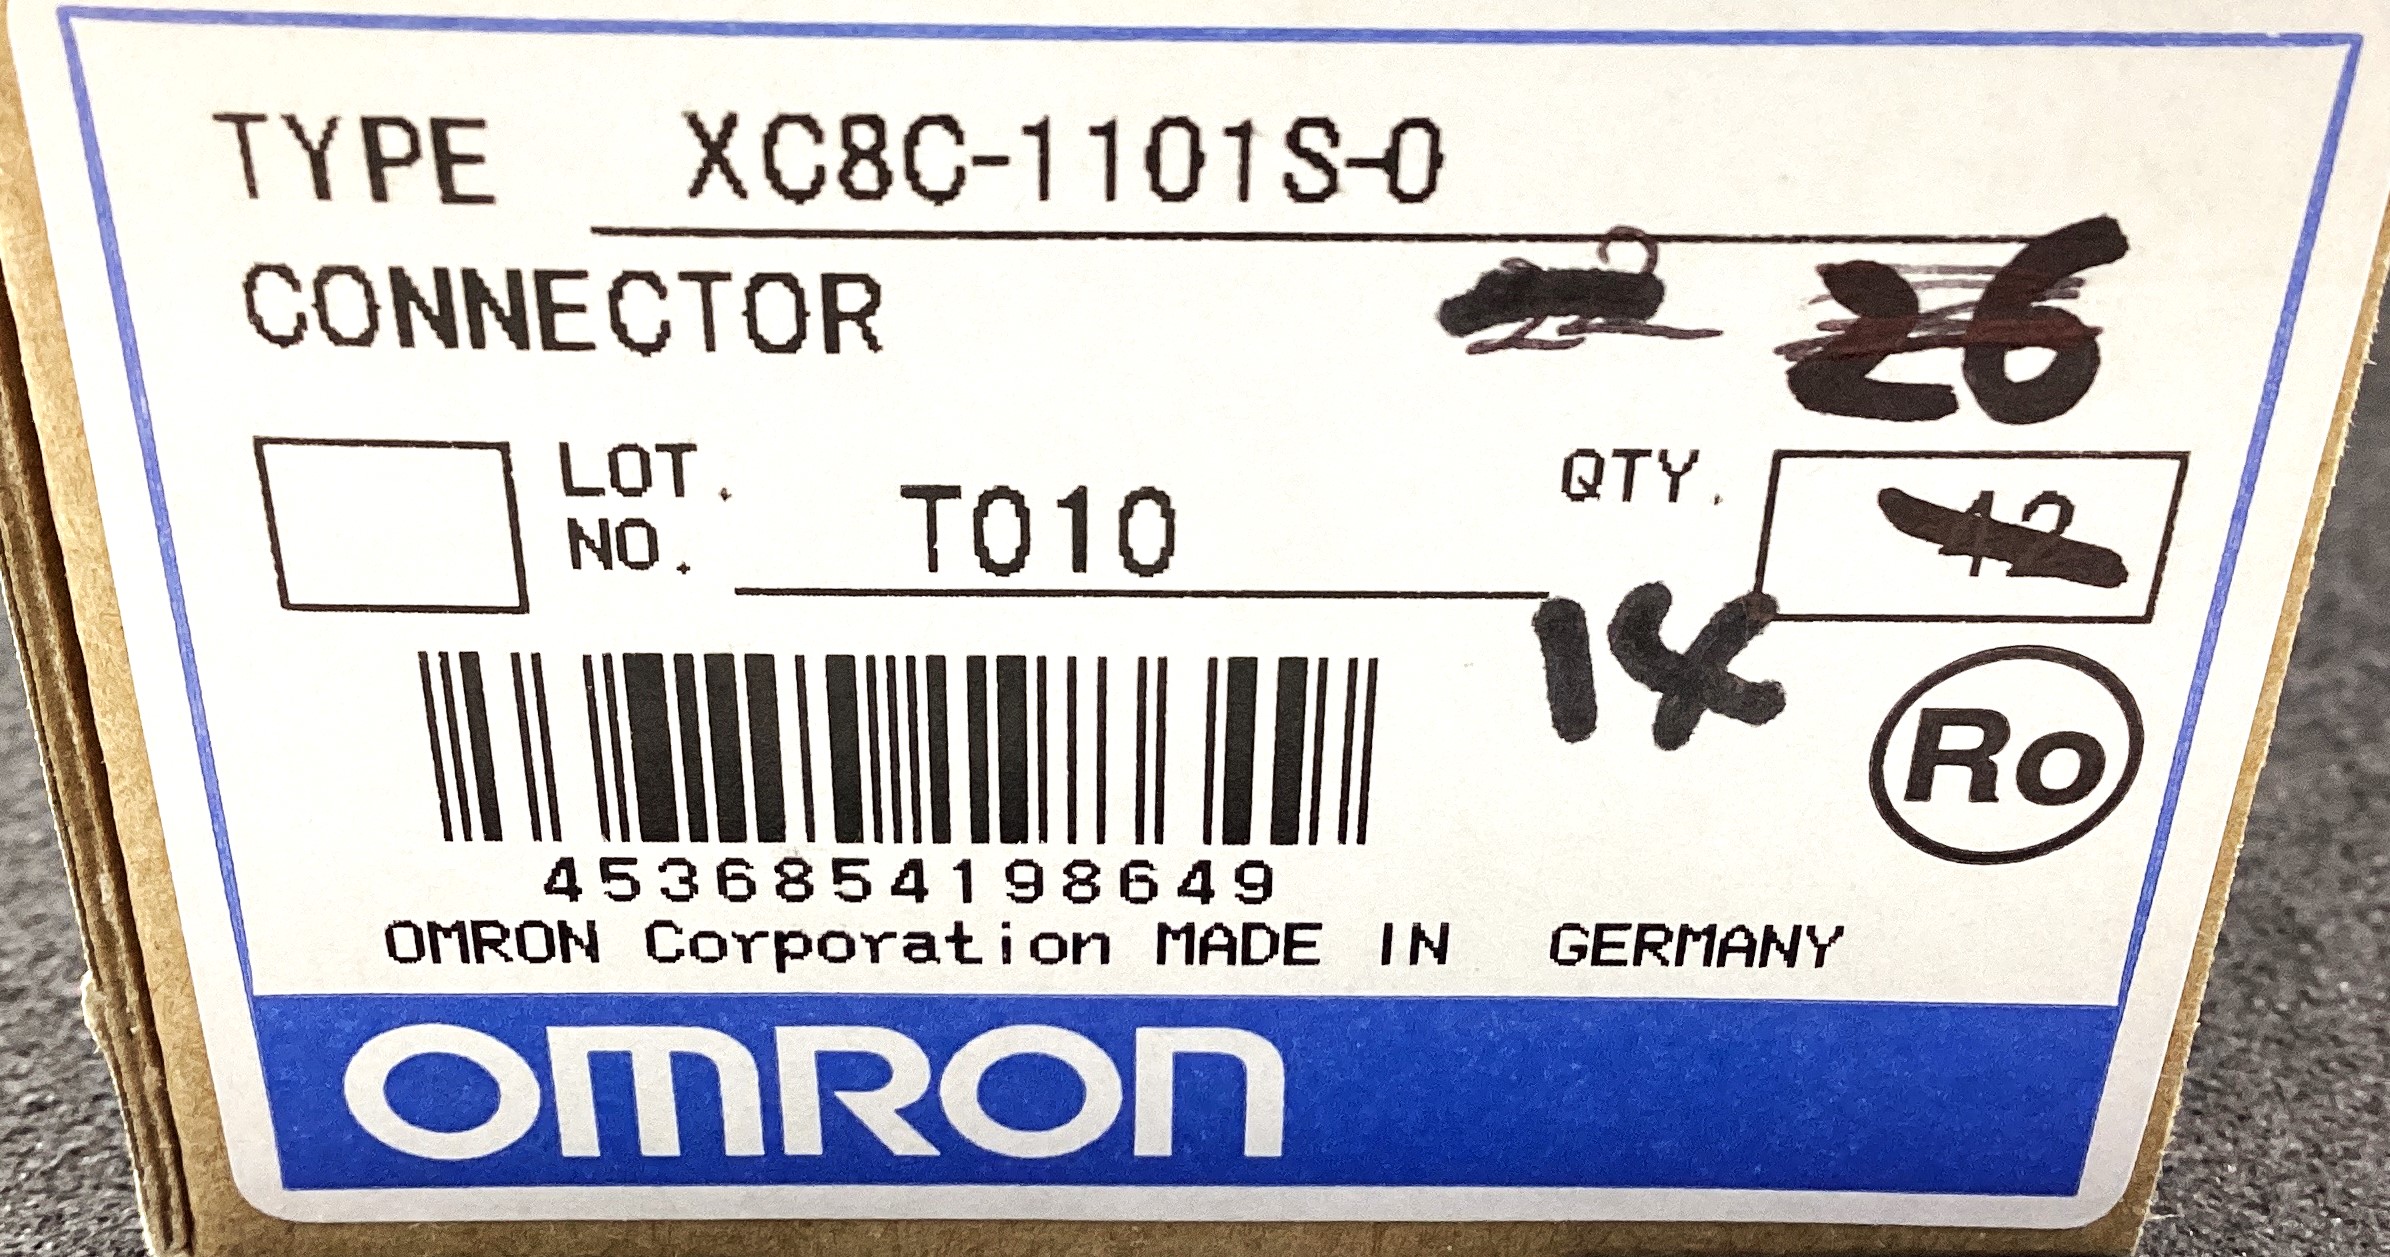 TYPE XC8C-1101S-0
CONNECTOR
26
LOT.
NO. T010
QTY. 42
14
Ro
4536854198649
OMRON Corporation MADE IN GERMANY
OMRON